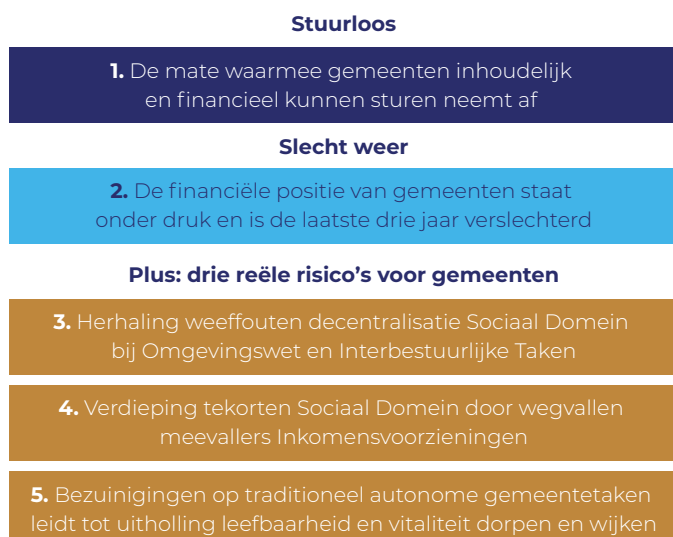 Stuurloos
1. De mate waarmee gemeenten inhoudelijk
en financieel kunnen sturen neemt af
Slecht weer
2. De financiële positie van gemeenten staat
onder druk en is de laatste drie jaar verslechterd
Plus: drie reële risico’s voor gemeenten
3. Herhaling weeffouten decentralisatie Sociaal Domein
bij Omgevingswet en Interbestuurlijke Taken
4. Verdieping tekorten Sociaal Domein door wegvallen
meevallers Inkomensvoorzieningen
5. Bezuinigingen op traditioneel autonome gemeentetaken
leidt tot uitholling leefbaarheid en vitaliteit dorpen en wijken